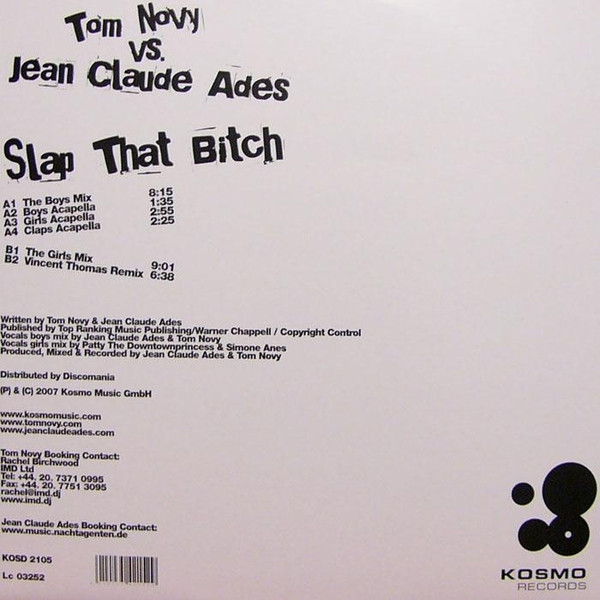 Tom Novy
vs.
Jean Claude Ades
Slap That Bitch
A1 The Boys Mix 8:15
A2 Boys Acapella 1:35
A3 Girls Acapella 2:55
A4 Claps Acapella 2:25
B1 The Girls Mix 9:01
B2 Vincent Thomas Remix 6:38
Written by Tom Novy & Jean Claude Ades
Published by Top Ranking Music Publishing/Warner Chappell / Copyright Control
Vocals boys mix by Jean Claude Ades & Tom Novy
Vocals girls mix by Patty The Downtownprincess & Simone Anes
Produced, Mixed & Recorded by Jean Claude Ades & Tom Novy
Distributed by Discomania
(P) & (C) 2007 Kosmo Music GmbH
www.kosmomusic.com
www.tomnovy.com
www.jeanclaudeades.com
Tom Novy Booking Contact:
Rachel Birchwood
IMD Ltd
Tel: +44. 20. 7371 0995
Fax: +44. 20. 7751 3095
rachel@imd.dj
www.imd.dj
Jean Claude Ades Booking Contact:
www.music.nachtagenten.de
KOSD 2105
Lc 03252
KOSMO
RECORDS